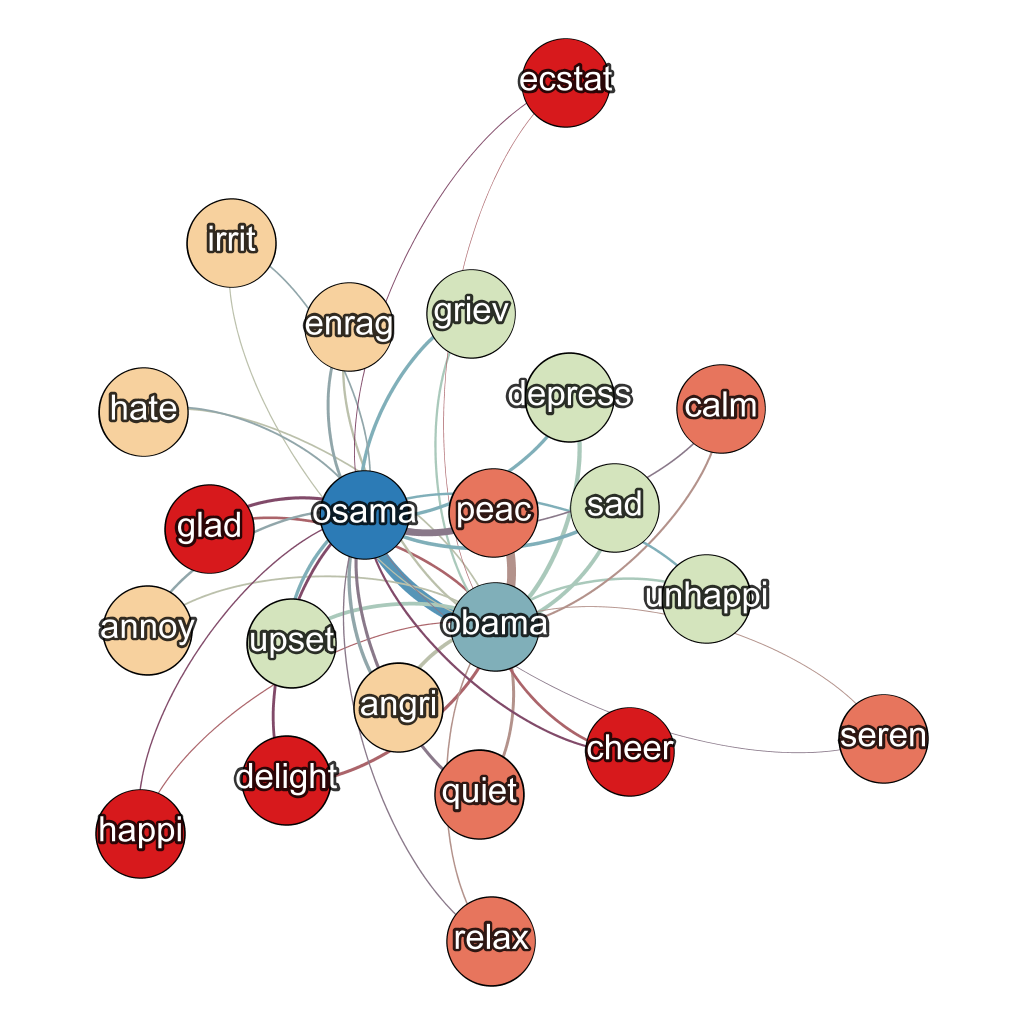 ecstat
irrit
griev
enrag
depress
calm
hate
sad
osama
peac
glad
unhappi
obama
annoy
upset
angri
seren
cheer
delight
quiet
happi
relax